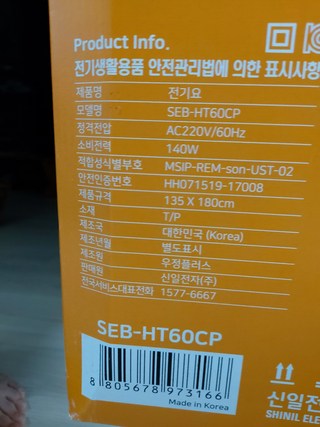 Product Info.
전기생활용품 안전관리법에 의한 표시사항
제품명 전기요
모델명 SEB-HT60CP
정격전압 AC220V/60Hz
소비전력 140W
적합성식별부호 MSIP-REM-son-UST-02
안전인증번호 HH071519-17008
제품규격 135 X 180cm
소재 T/P
제조국 대한민국 (Korea)
제조년월 별도표시
제조원 우정플러스
판매원 신일전자(주)
전국서비스대표전화 1577-6667
SEB-HT60CP
8 805678 973166
Made in Korea
신일전
SHINIL ELE